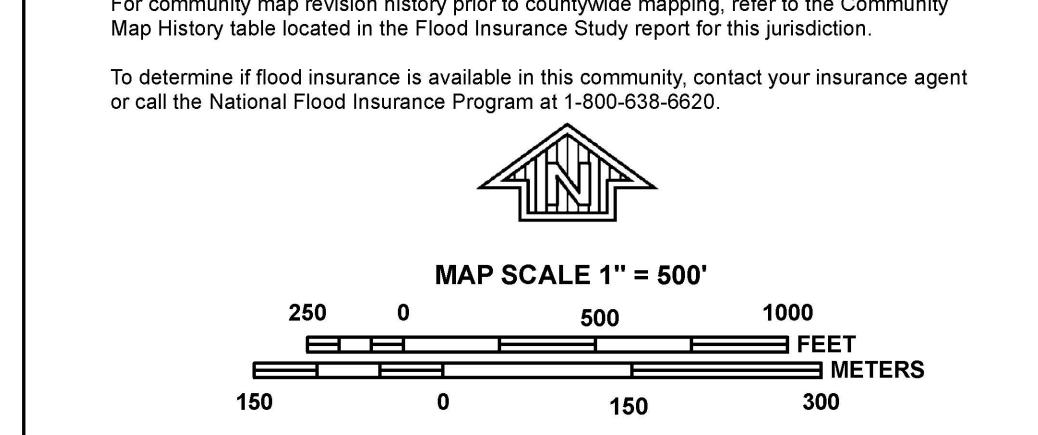 For community map revision history prior to countywide mapping, refer to the Community
Map History table located in the Flood Insurance Study report for this jurisdiction.
To determine if flood insurance is available in this community, contact your insurance agent
or call the National Flood Insurance Program at 1-800-638-6620.
N
MAP SCALE 1" = 500'
250 0 500 1000
FEET
METERS
150 0 150 300